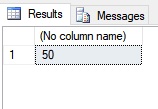 Results Messages
(No column name)
1 50